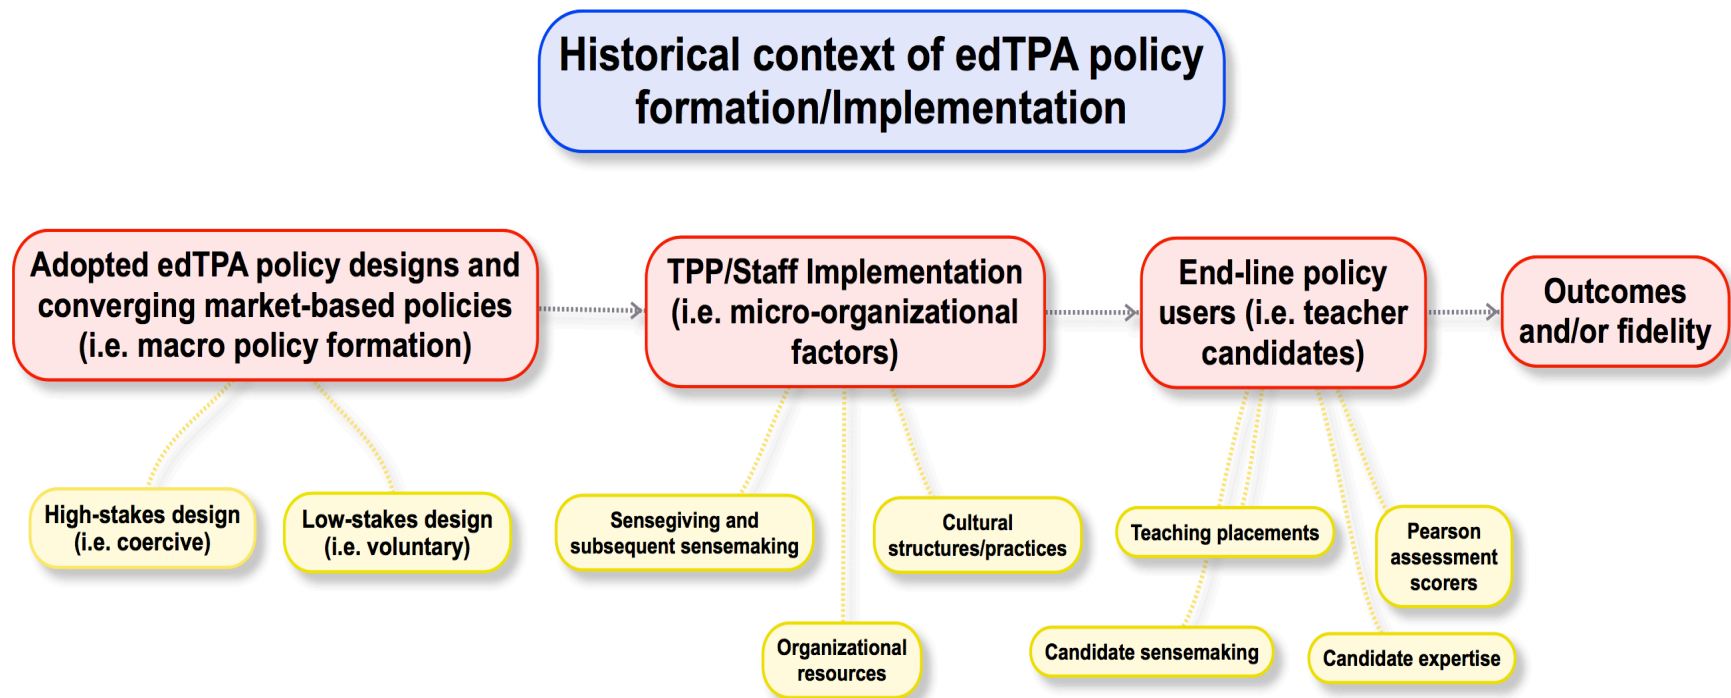 Historical context of edTPA policy
formation/Implementation
Adopted edTPA policy designs and
converging market-based policies
(i.e. macro policy formation)
TPP/Staff Implementation
(i.e. micro-organizational
factors)
End-line policy
users (i.e. teacher
candidates)
Outcomes
and/or fidelity
High-stakes design
(i.e. coercive)
Low-stakes design
(i.e. voluntary)
Sensegiving and
subsequent sensemaking
Cultural
structures/practices
Organizational
resources
Teaching placements
Pearson
assessment
scorers
Candidate sensemaking
Candidate expertise